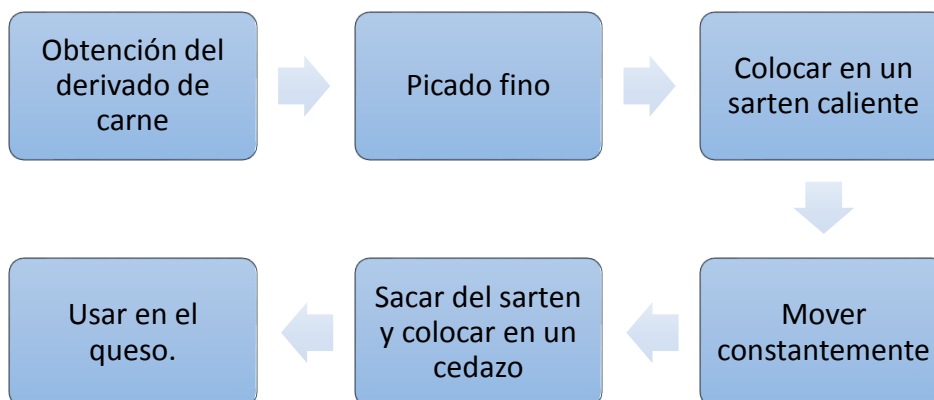 Obtención del
derivado de
carne
Picado fino
Colocar en un
sarten caliente
Mover
constantemente
Sacar del sarten
y colocar en un
cedazo
Usar en el
queso.